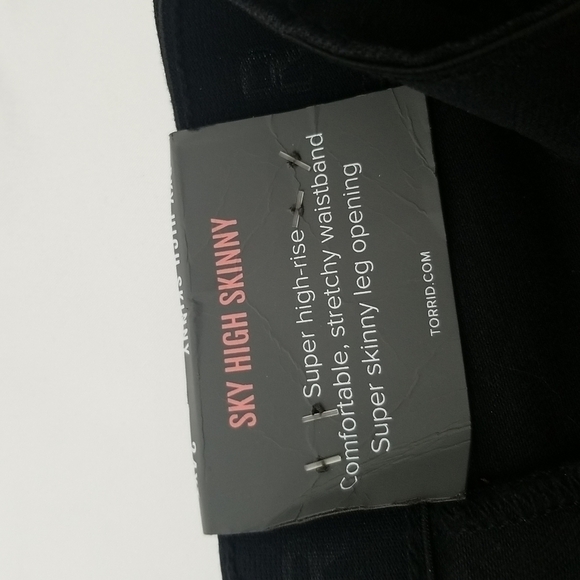 SKY HIGH SKINNY
Super high-rise
Comfortable, stretchy waistband
Super skinny leg opening
TORRID.COM